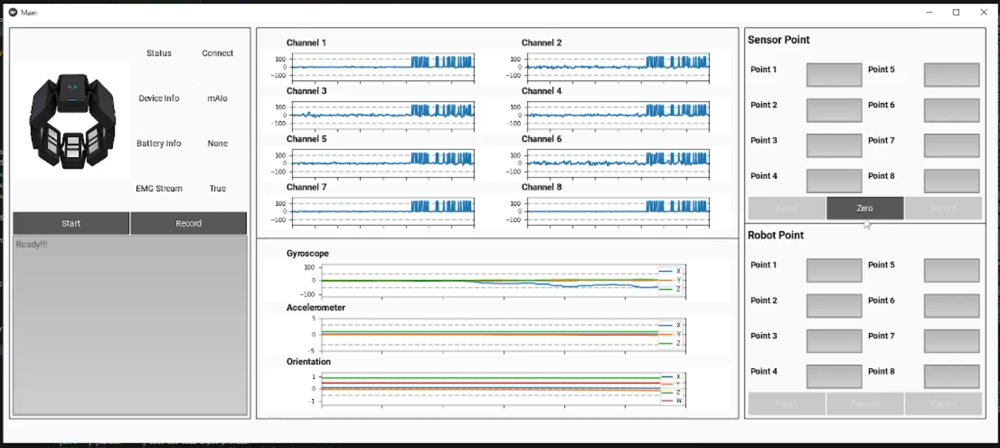 Main
Status Connect
Device Info mAlo
Battery Info None
EMG Stream True
Start Record
Ready!!!
Channel 1
100
0
−100
Channel 2
100
0
−100
Channel 3
100
0
−100
Channel 4
100
0
−100
Channel 5
100
0
−100
Channel 6
100
0
−100
Channel 7
100
0
−100
Channel 8
100
0
−100
Gyroscope
100
0
−100
X
Y
Z
Accelerometer
5
0
−5
X
Y
Z
Orientation
1
0
−1
X
Y
Z
W
Sensor Point
Point 1 Point 5
Point 2 Point 6
Point 3 Point 7
Point 4 Point 8
Reset Zero Record
Robot Point
Point 1 Point 5
Point 2 Point 6
Point 3 Point 7
Point 4 Point 8
Reset Release Record